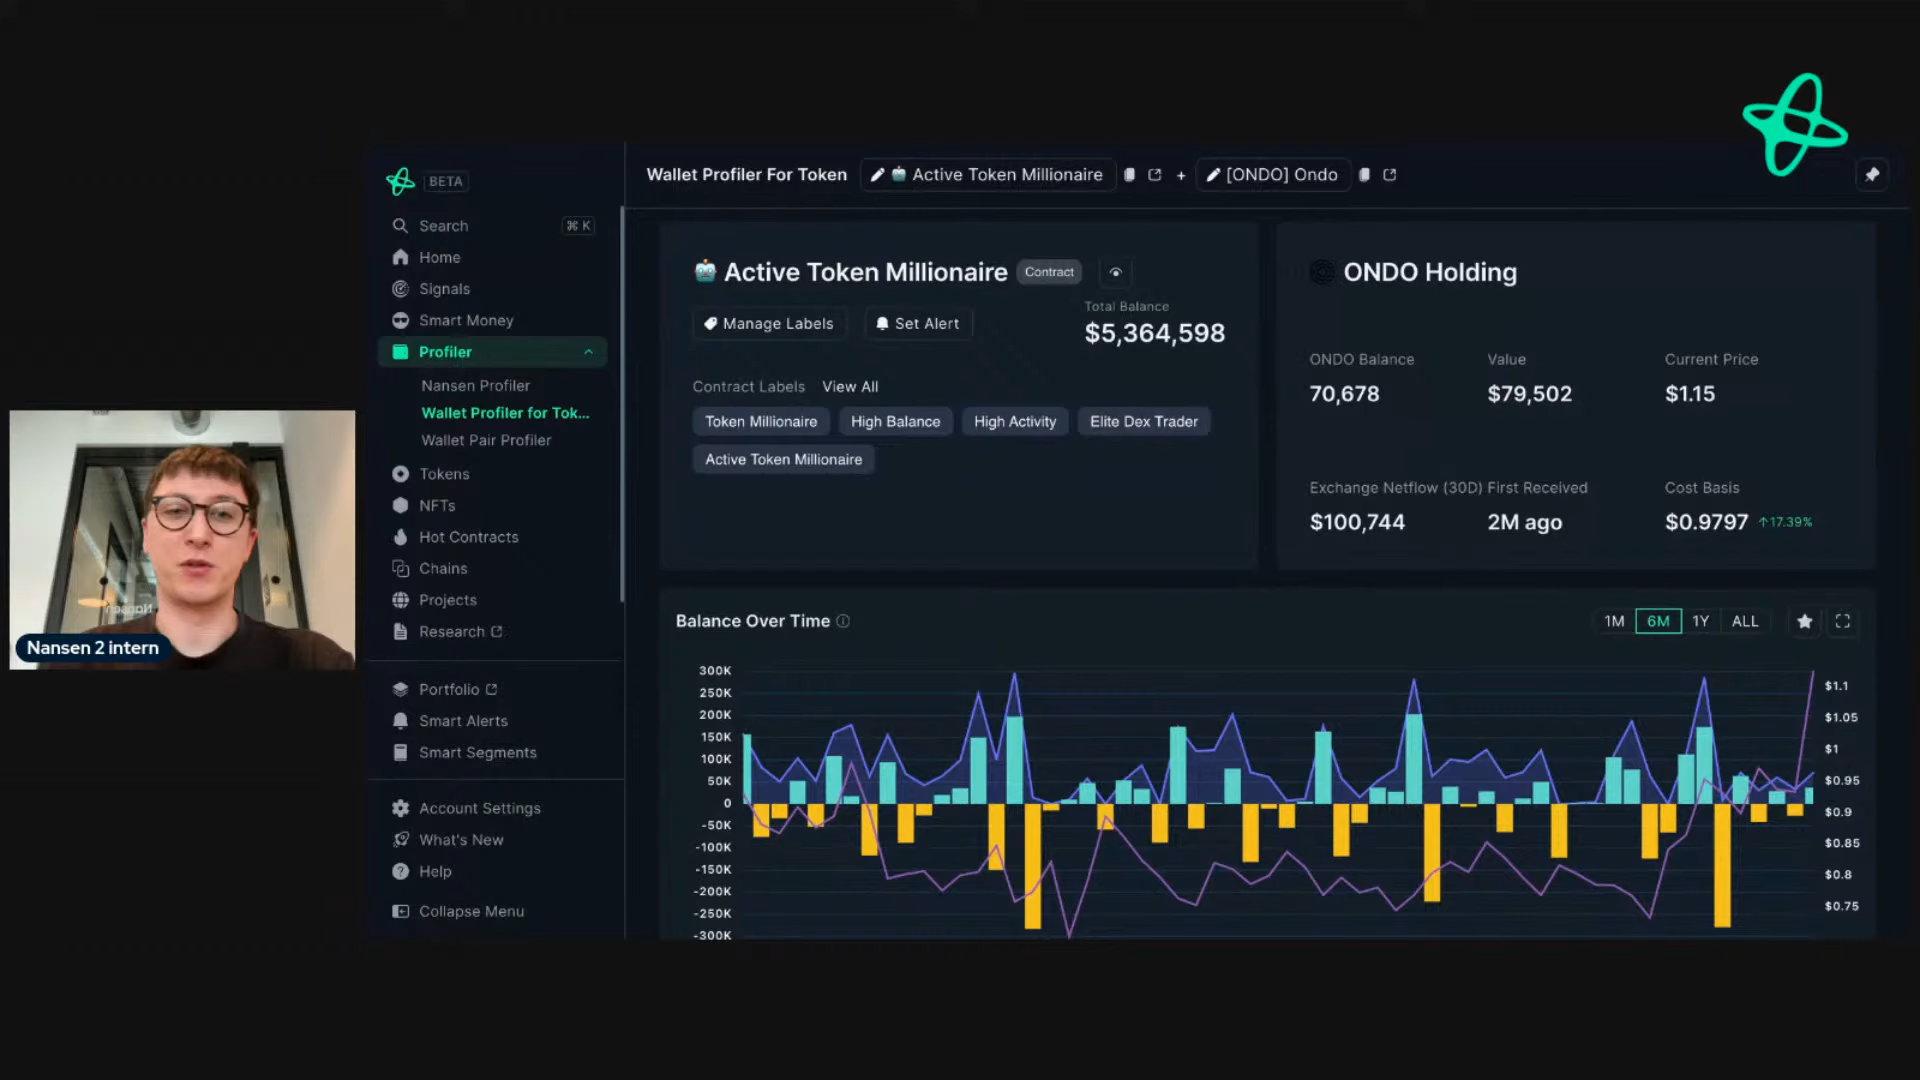 BETA
Search
⌘ K
Home
Signals
Smart Money
Profiler
Nansen Profiler
Wallet Profiler for Tok...
Wallet Pair Profiler
Tokens
NFTs
Hot Contracts
Chains
Projects
Research
Portfolio
Smart Alerts
Smart Segments
Account Settings
What's New
Help
Collapse Menu
Nansen 2 intern
Wallet Profiler For Token
Active Token Millionaire
+
[ONDO] Ondo
Active Token Millionaire
Contract
Manage Labels
Set Alert
Total Balance
$5,364,598
Contract Labels
View All
Token Millionaire
High Balance
High Activity
Elite Dex Trader
Active Token Millionaire
ONDO Holding
ONDO Balance
Value
Current Price
70,678
$79,502
$1.15
Exchange Netflow (30D)
First Received
Cost Basis
$100,744
2M ago
$0.9797
↑17.39%
Balance Over Time
1M
6M
1Y
ALL
300K
250K
200K
150K
100K
50K
0
-50K
-100K
-150K
-200K
-250K
-300K
$1.1
$1.05
$1
$0.95
$0.9
$0.85
$0.8
$0.75